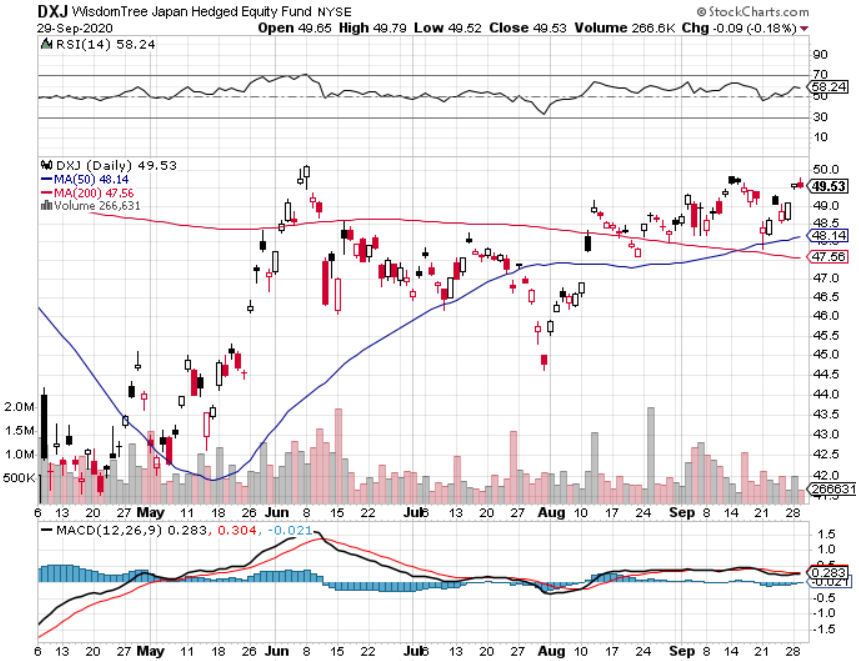 DXJ WisdomTree Japan Hedged Equity Fund NYSE © StockCharts.com
29-Sep-2020 Open 49.65 High 49.79 Low 49.52 Close 49.53 Volume 266.6K Chg -0.09 (-0.18%)
RSI(14) 58.24
90
70
58.24
50
30
10
DXJ (Daily) 49.53
MA(50) 48.14
MA(200) 47.56
Volume 266,631
50.0
49.53
49.0
48.5
48.14
47.56
47.0
46.5
46.0
45.5
45.0
44.5
44.0
43.5
43.0
42.5
42.0
2.0M
1.5M
1.0M
500K
266631
6 13 20 27 May 11 18 26 Jun 8 15 22 Jul 6 13 20 27 Aug 10 17 24 Sep 8 14 21 28
MACD(12,26,9) 0.283, 0.304, -0.021
1.5
1.0
0.283
-0.021
-0.5
-1.0
-1.5
6 13 20 27 May 11 18 26 Jun 8 15 22 Jul 6 13 20 27 Aug 10 17 24 Sep 8 14 21 28